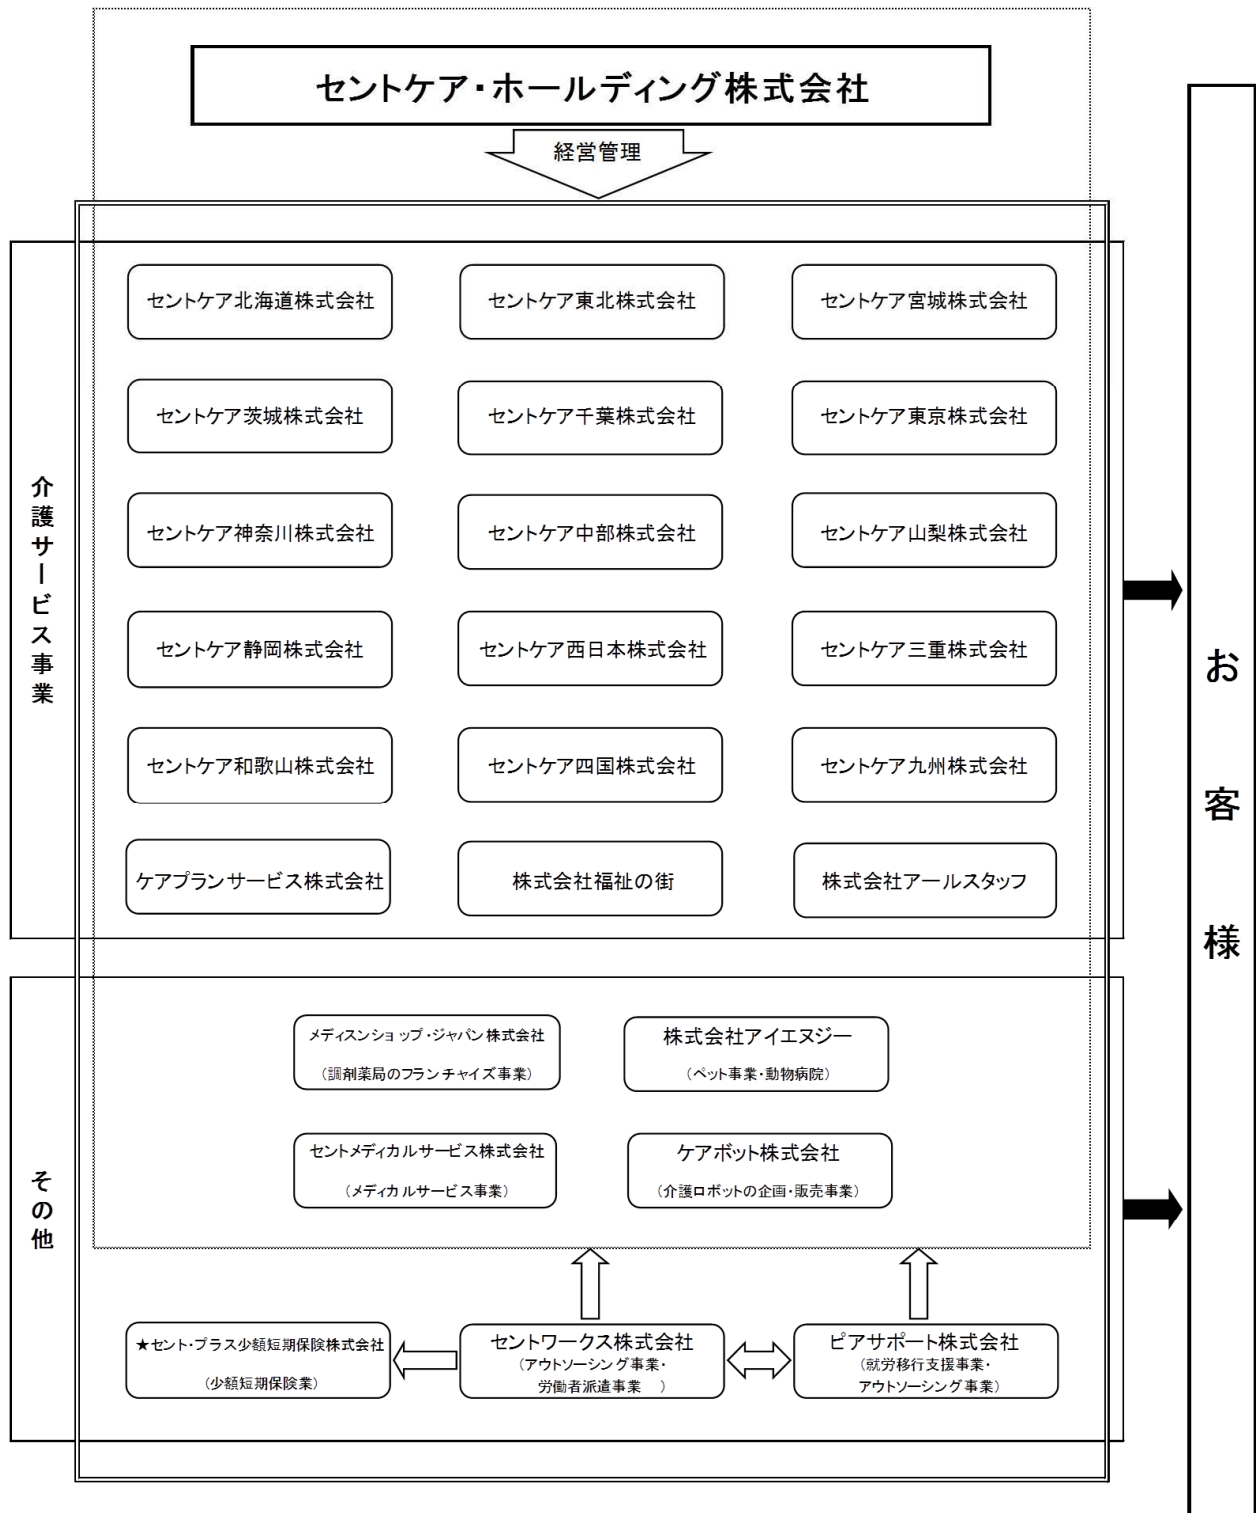 セントケア・ホールディング株式会社
経営管理
介護サービス事業
セントケア北海道株式会社
セントケア東北株式会社
セントケア宮城株式会社
セントケア茨城株式会社
セントケア千葉株式会社
セントケア東京株式会社
セントケア神奈川株式会社
セントケア中部株式会社
セントケア山梨株式会社
セントケア静岡株式会社
セントケア西日本株式会社
セントケア三重株式会社
セントケア和歌山株式会社
セントケア四国株式会社
セントケア九州株式会社
ケアプランサービス株式会社
株式会社福祉の街
株式会社アールスタッフ
その他
メディスンショップ・ジャパン株式会社
（調剤薬局のフランチャイズ事業）
株式会社アイエヌジー
（ペット事業・動物病院）
セントメディカルサービス株式会社
（メディカルサービス事業）
ケアボット株式会社
（介護ロボットの企画・販売事業）
★セント・プラス少額短期保険株式会社
（少額短期保険業）
セントワークス株式会社
（アウトソーシング事業・
労働者派遣事業　）
ピアサポート株式会社
（就労移行支援事業・
アウトソーシング事業）
お客様